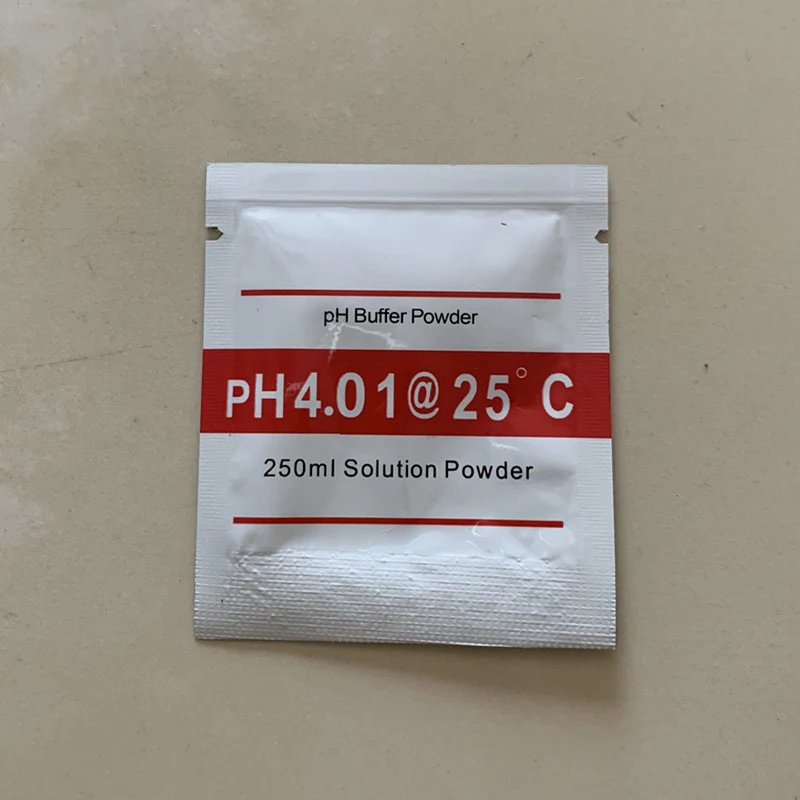 pH Buffer Powder
pH4.01@25°C
250ml Solution Powder